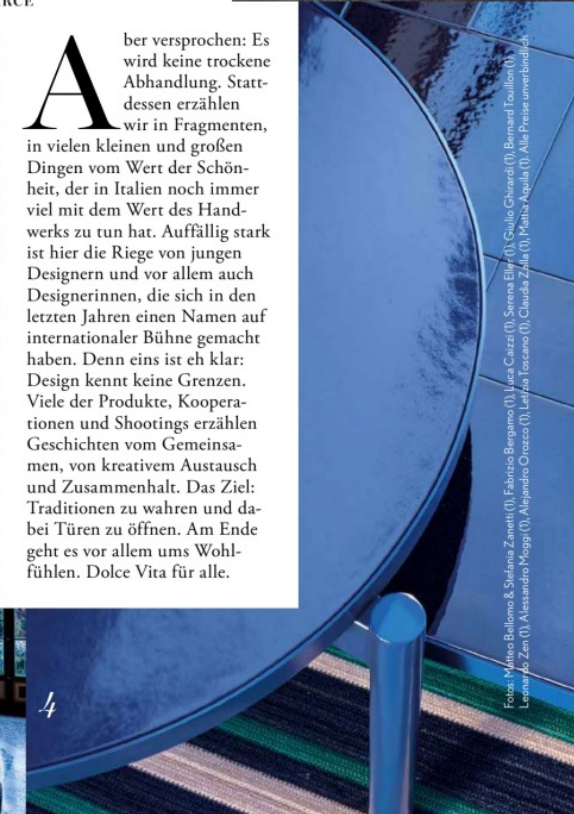 Aber versprochen: Es
wird keine trockene
Abhandlung. Statt-
dessen erzählen
wir in Fragmenten,
in vielen kleinen und großen
Dingen vom Wert der Schön-
heit, der in Italien noch immer
viel mit dem Wert des Hand-
werks zu tun hat. Auffällig stark
ist hier die Riege von jungen
Designern und vor allem auch
Designerinnen, die sich in den
letzten Jahren einen Namen auf
internationaler Bühne gemacht
haben. Denn eins ist eh klar:
Design kennt keine Grenzen.
Viele der Produkte, Koopera-
tionen und Shootings erzählen
Geschichten vom Gemeinsa-
men, von kreativem Austausch
und Zusammenhalt. Das Ziel:
Traditionen zu wahren und da-
bei Türen zu öffnen. Am Ende
geht es vor allem ums Wohl-
fühlen. Dolce Vita für alle.
4
Fotos: Matteo Bellomo & Stefania Zanetti (1), Fabrizio Bergamo (1), Luca Caizzi (1), Serena Eller (1), Giulio Ghirardi (1), Bernard Touillon (1),
Leonardo Zen (1), Alessandro Moggi (1), Alejandro Orozco (1), Letizia Toscano (1), Claudia Zalla (1), Mattia Aquila (1). Alle Preise unverbindlich